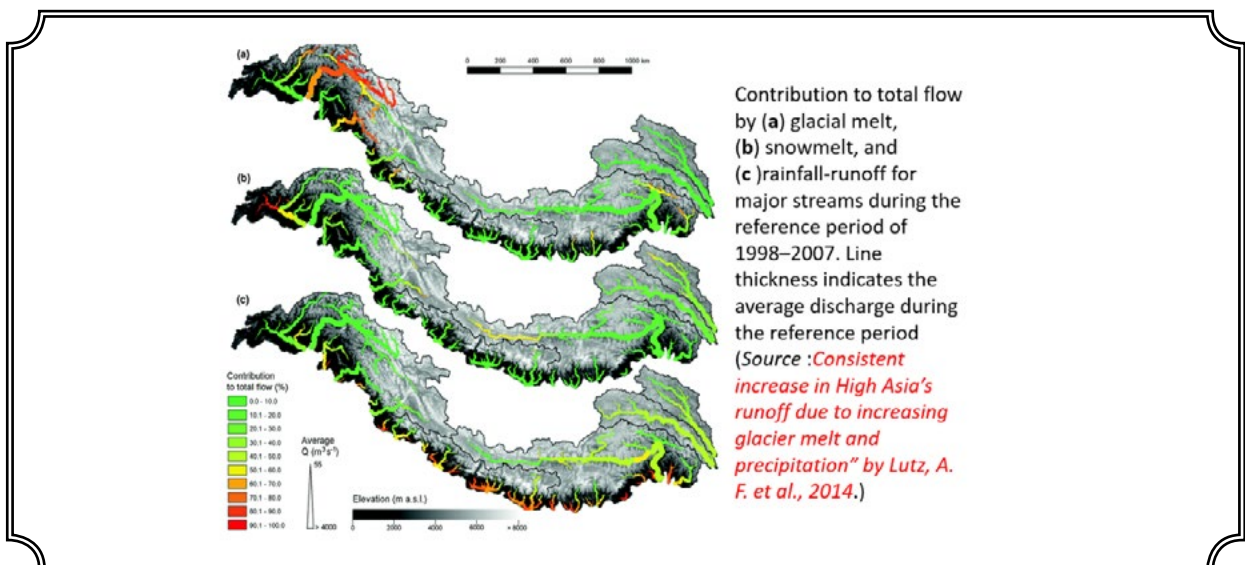 (a)
0 200 400 600 800 1000 km
(b)
(c)
Contribution
to total flow (%)
0.0 - 10.0
10.1 - 20.0
20.1 - 30.0
30.1 - 40.0
40.1 - 50.0
50.1 - 60.0
60.1 - 70.0
70.1 - 80.0
80.1 - 90.0
90.1 - 100.0
Average
Q (m³s⁻¹)
55
> 4000
Elevation (m a.s.l.)
0 2000 4000 6000 > 8000
Contribution to total flow
by (a) glacial melt,
(b) snowmelt, and
(c )rainfall-runoff for
major streams during the
reference period of
1998–2007. Line
thickness indicates the
average discharge during
the reference period
(Source :Consistent
increase in High Asia’s
runoff due to increasing
glacier melt and
precipitation” by Lutz, A.
F. et al., 2014.)